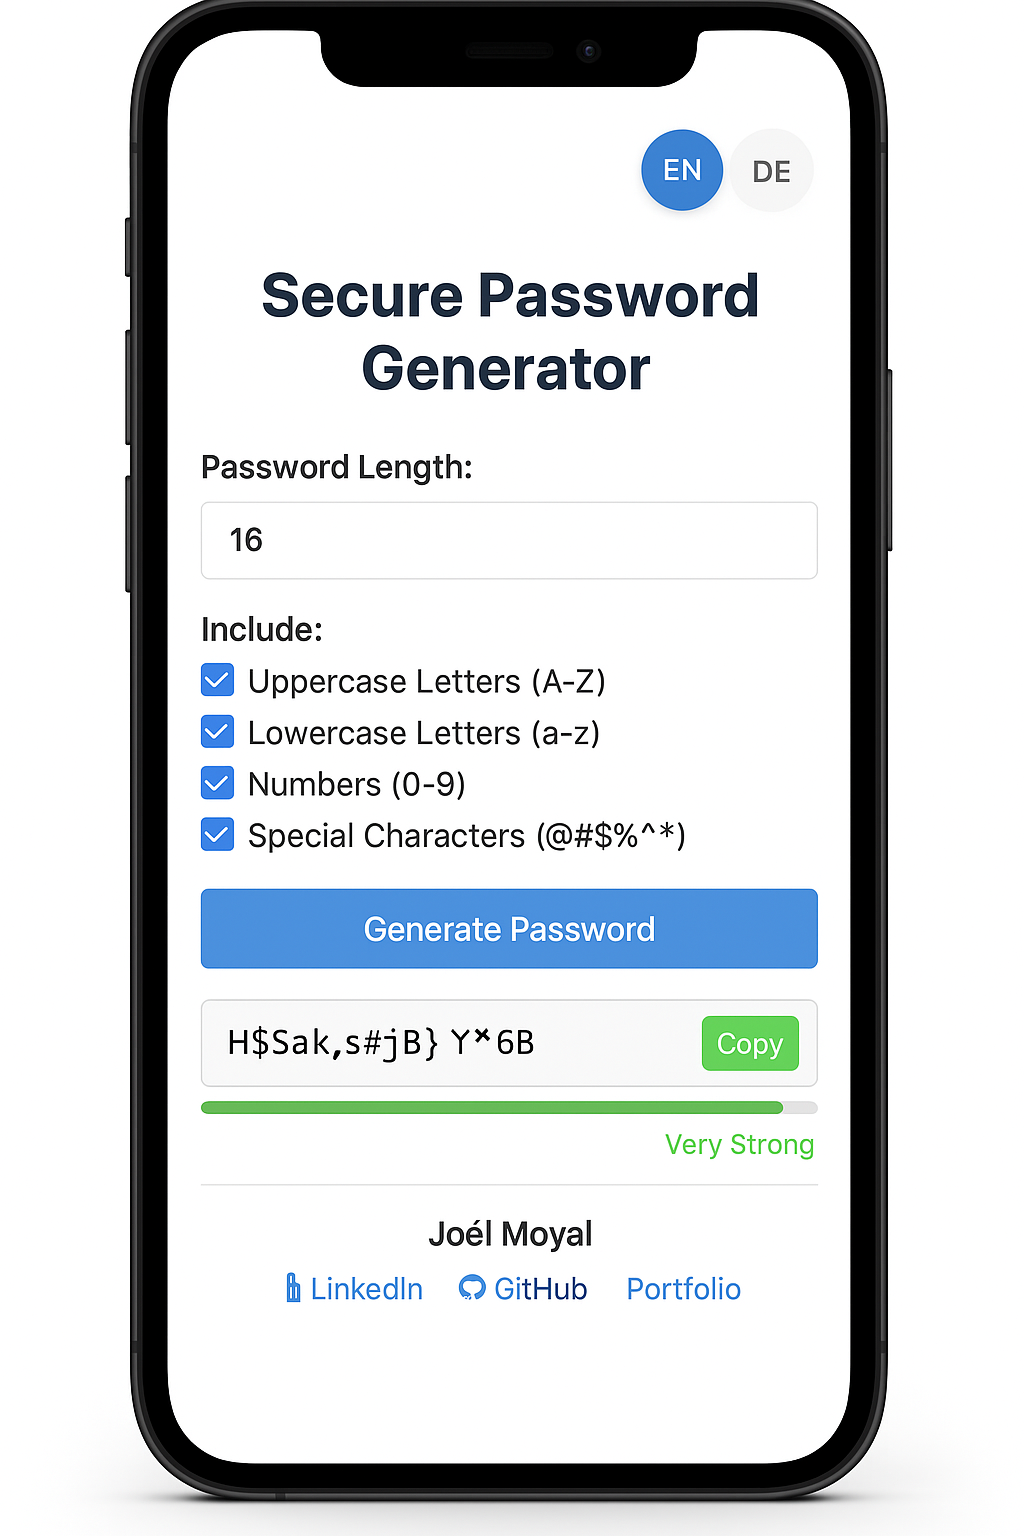 EN DE
Secure Password
Generator
Password Length:
16
Include:
Uppercase Letters (A-Z)
Lowercase Letters (a-z)
Numbers (0-9)
Special Characters (@#$%^*)
Generate Password
H$Sak,s#jB} Y*6B Copy
Very Strong
Joél Moyal
LinkedIn GitHub Portfolio